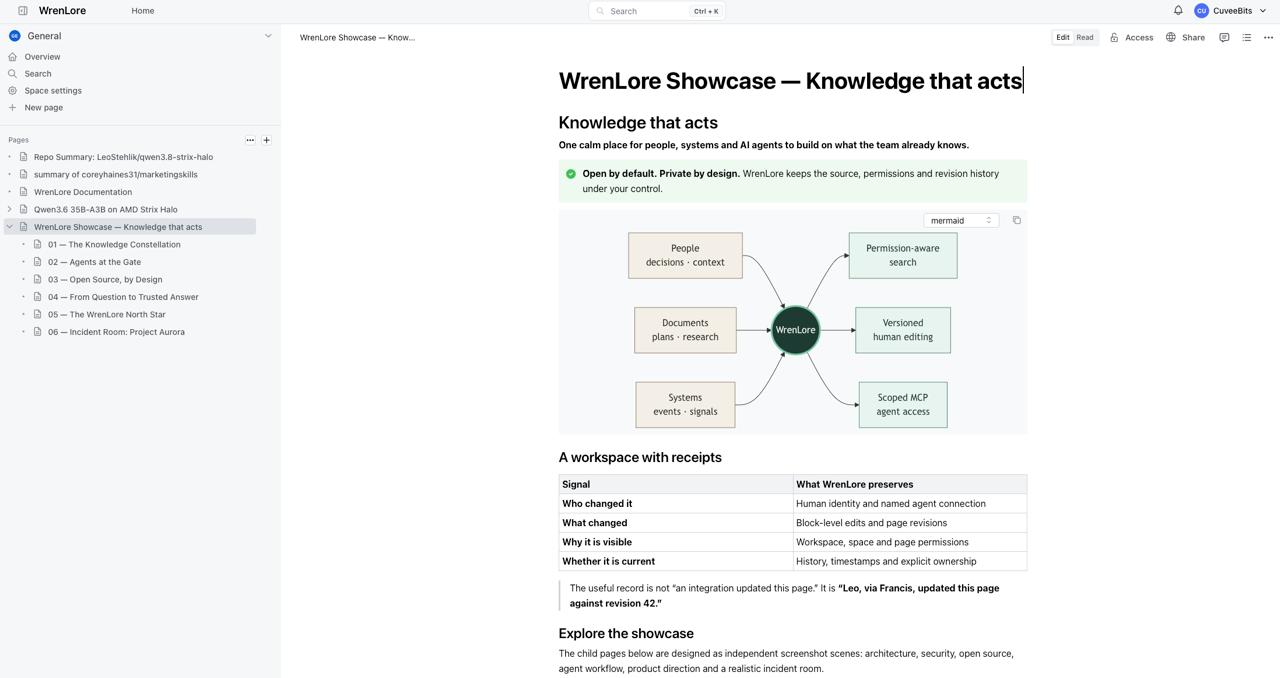 WrenLore
Home
Search
Ctrl + K
CU
CuveeBits
GE
General
Overview
Search
Space settings
New page
Pages
Repo Summary: LeoStehlik/qwen3.8-strix-halo
summary of coreyhaines31/marketingskills
WrenLore Documentation
Qwen3.6 35B-A3B on AMD Strix Halo
WrenLore Showcase — Knowledge that acts
01 — The Knowledge Constellation
02 — Agents at the Gate
03 — Open Source, by Design
04 — From Question to Trusted Answer
05 — The WrenLore North Star
06 — Incident Room: Project Aurora
WrenLore Showcase — Know...
Edit
Read
Access
Share
WrenLore Showcase — Knowledge that acts
Knowledge that acts
One calm place for people, systems and AI agents to build on what the team already knows.
Open by default. Private by design. WrenLore keeps the source, permissions and revision history
under your control.
mermaid
People
decisions · context
Permission-aware
search
Documents
plans · research
WrenLore
Versioned
human editing
Systems
events · signals
Scoped MCP
agent access
A workspace with receipts
Signal
What WrenLore preserves
Who changed it
Human identity and named agent connection
What changed
Block-level edits and page revisions
Why it is visible
Workspace, space and page permissions
Whether it is current
History, timestamps and explicit ownership
The useful record is not “an integration updated this page.” It is “Leo, via Francis, updated this page
against revision 42.”
Explore the showcase
The child pages below are designed as independent screenshot scenes: architecture, security, open source,
agent workflow, product direction and a realistic incident room.